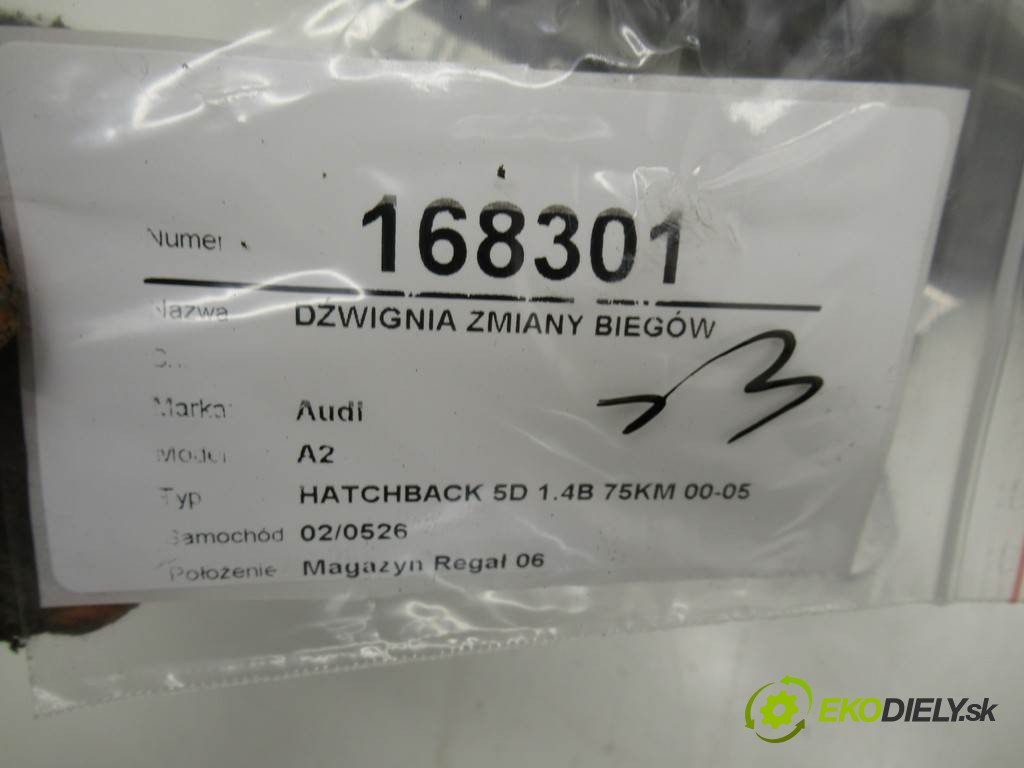 Numer 168301
Nazwa DŹWIGNIA ZMIANY BIEGÓW
Marka: Audi
Model A2
Typ HATCHBACK 5D 1.4B 75KM 00-05
Samochód 02/0526
Położenie Magazyn Regał 06
EKODIELY.sk